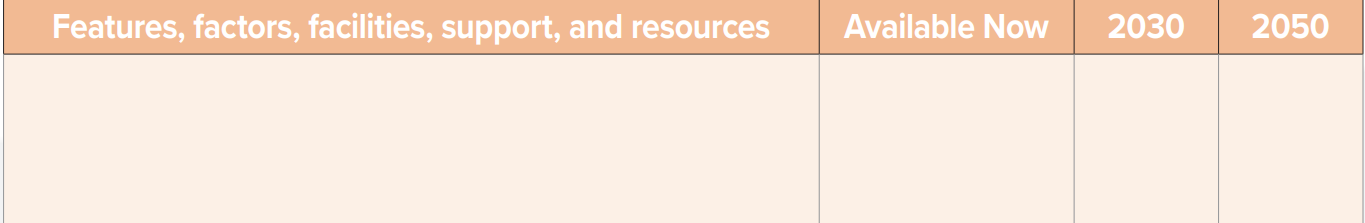 Features, factors, facilities, support, and resources Available Now 2030 2050